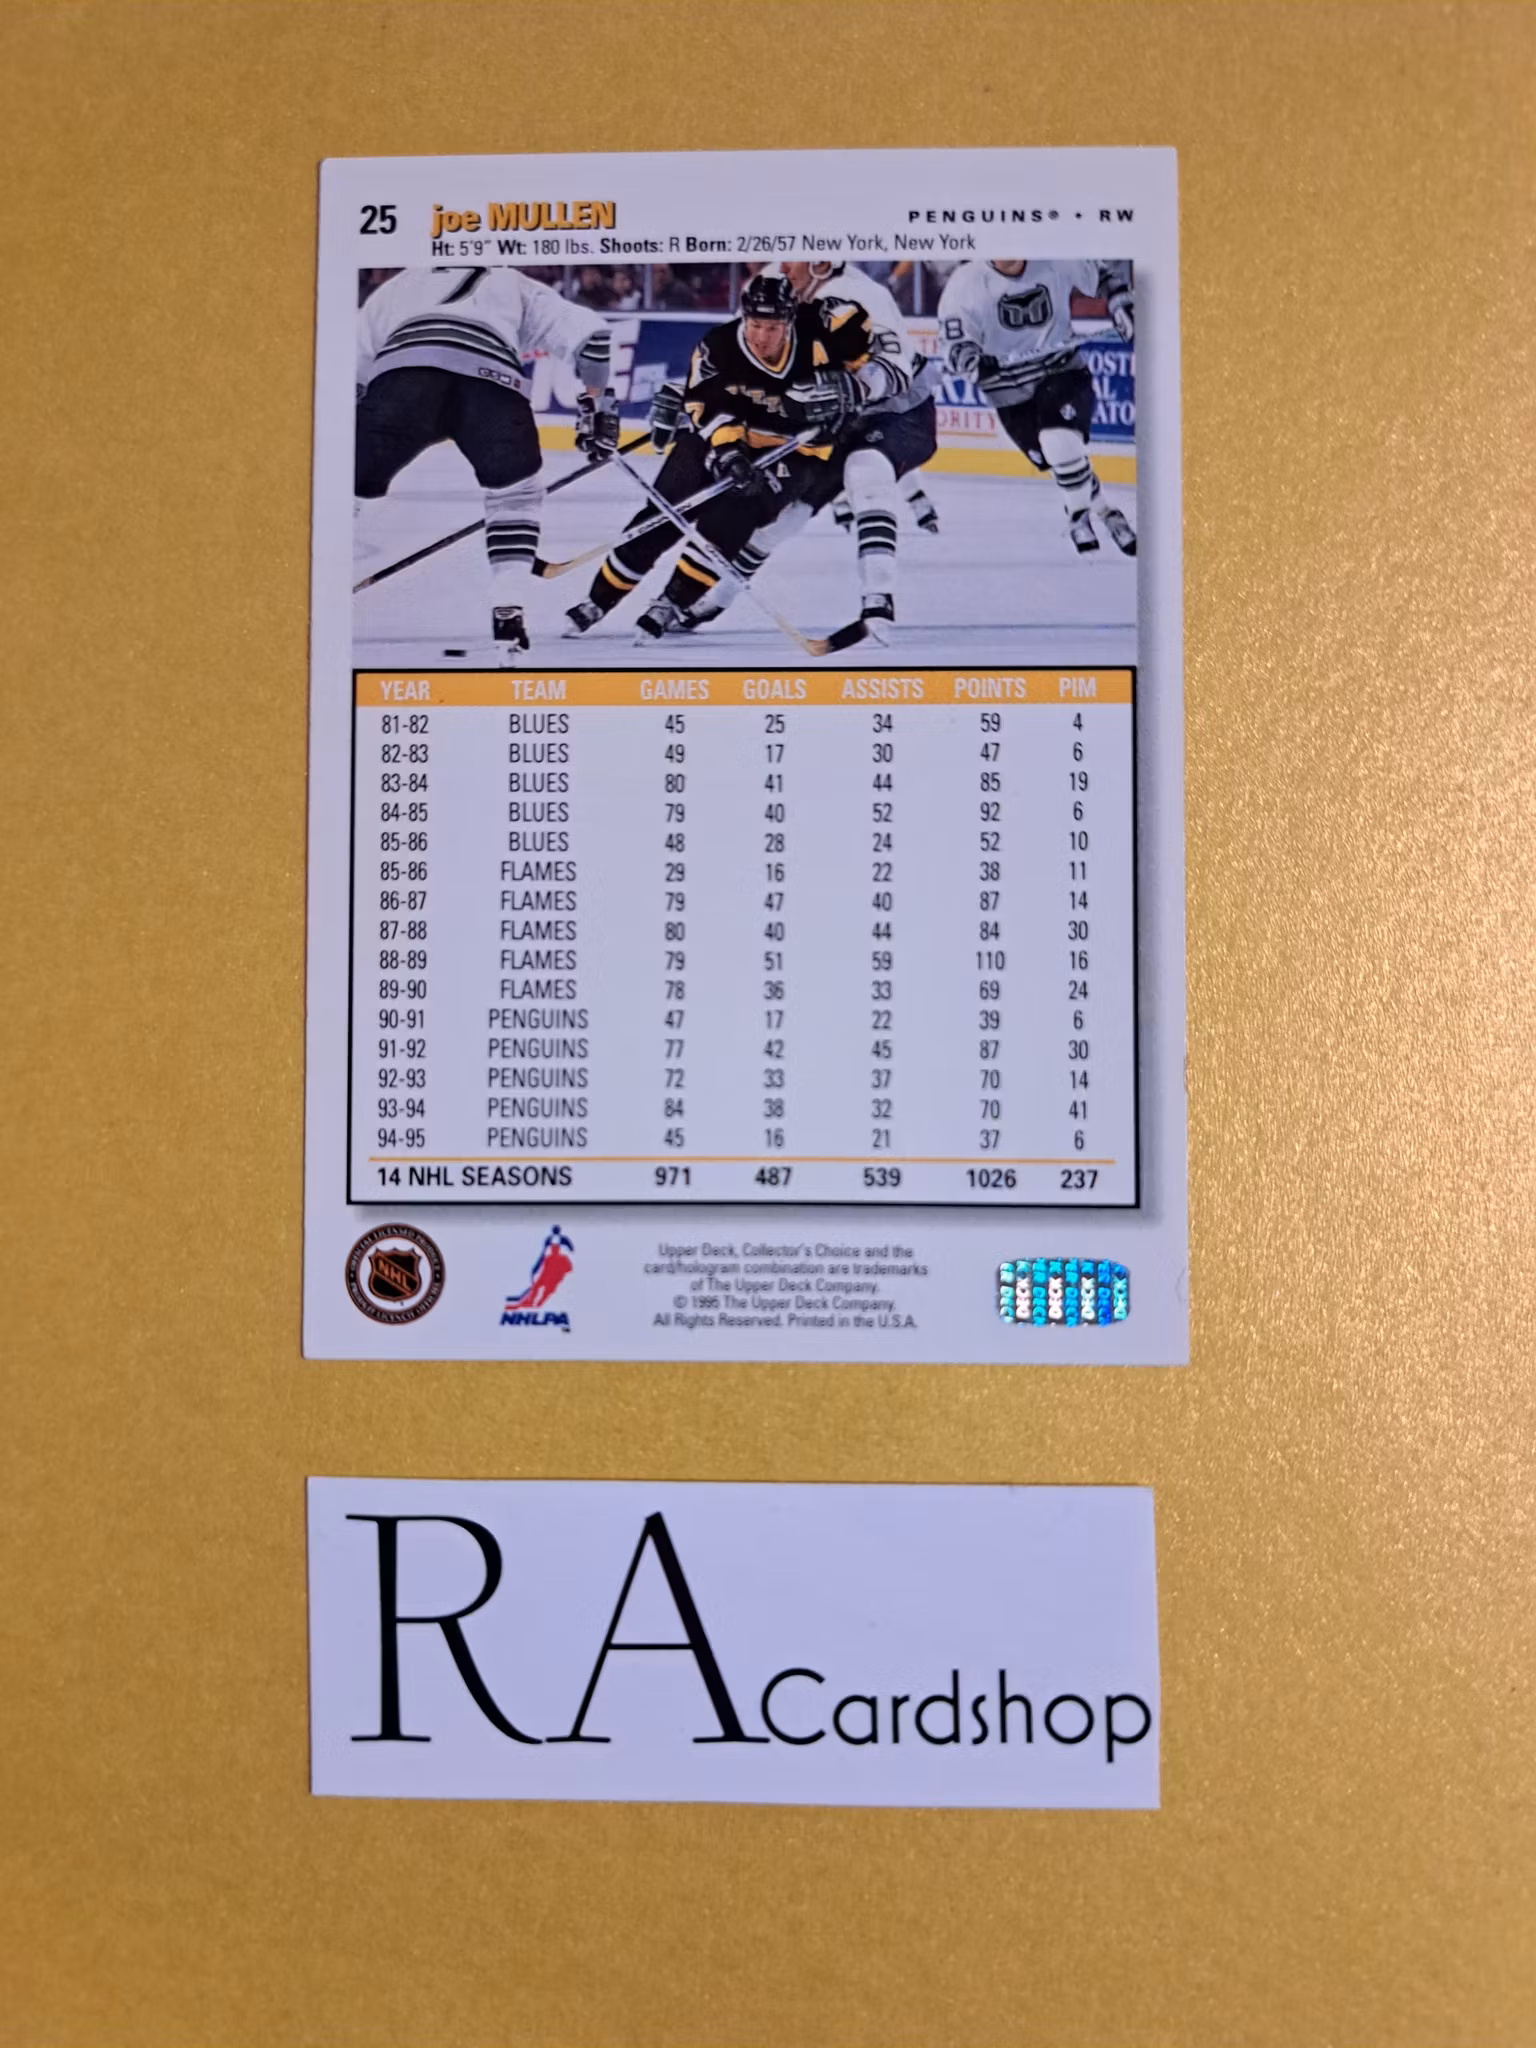 25 joe MULLEN PENGUINS® • RW
Ht: 5'9" Wt: 180 lbs. Shoots: R Born: 2/26/57 New York, New York
YEAR TEAM GAMES GOALS ASSISTS POINTS PIM
81-82 BLUES 45 25 34 59 4
82-83 BLUES 49 17 30 47 6
83-84 BLUES 80 41 44 85 19
84-85 BLUES 79 40 52 92 6
85-86 BLUES 48 28 24 52 10
85-86 FLAMES 29 16 22 38 11
86-87 FLAMES 79 47 40 87 14
87-88 FLAMES 80 40 44 84 30
88-89 FLAMES 79 51 59 110 16
89-90 FLAMES 78 36 33 69 24
90-91 PENGUINS 47 17 22 39 6
91-92 PENGUINS 77 42 45 87 30
92-93 PENGUINS 72 33 37 70 14
93-94 PENGUINS 84 38 32 70 41
94-95 PENGUINS 45 16 21 37 6
14 NHL SEASONS 971 487 539 1026 237
NHL
NHLPA
Upper Deck, Collector's Choice and the
card/hologram combination are trademarks
of The Upper Deck Company.
© 1995 The Upper Deck Company.
All Rights Reserved. Printed in the U.S.A.
DECK DECK DECK DECK
RA Cardshop